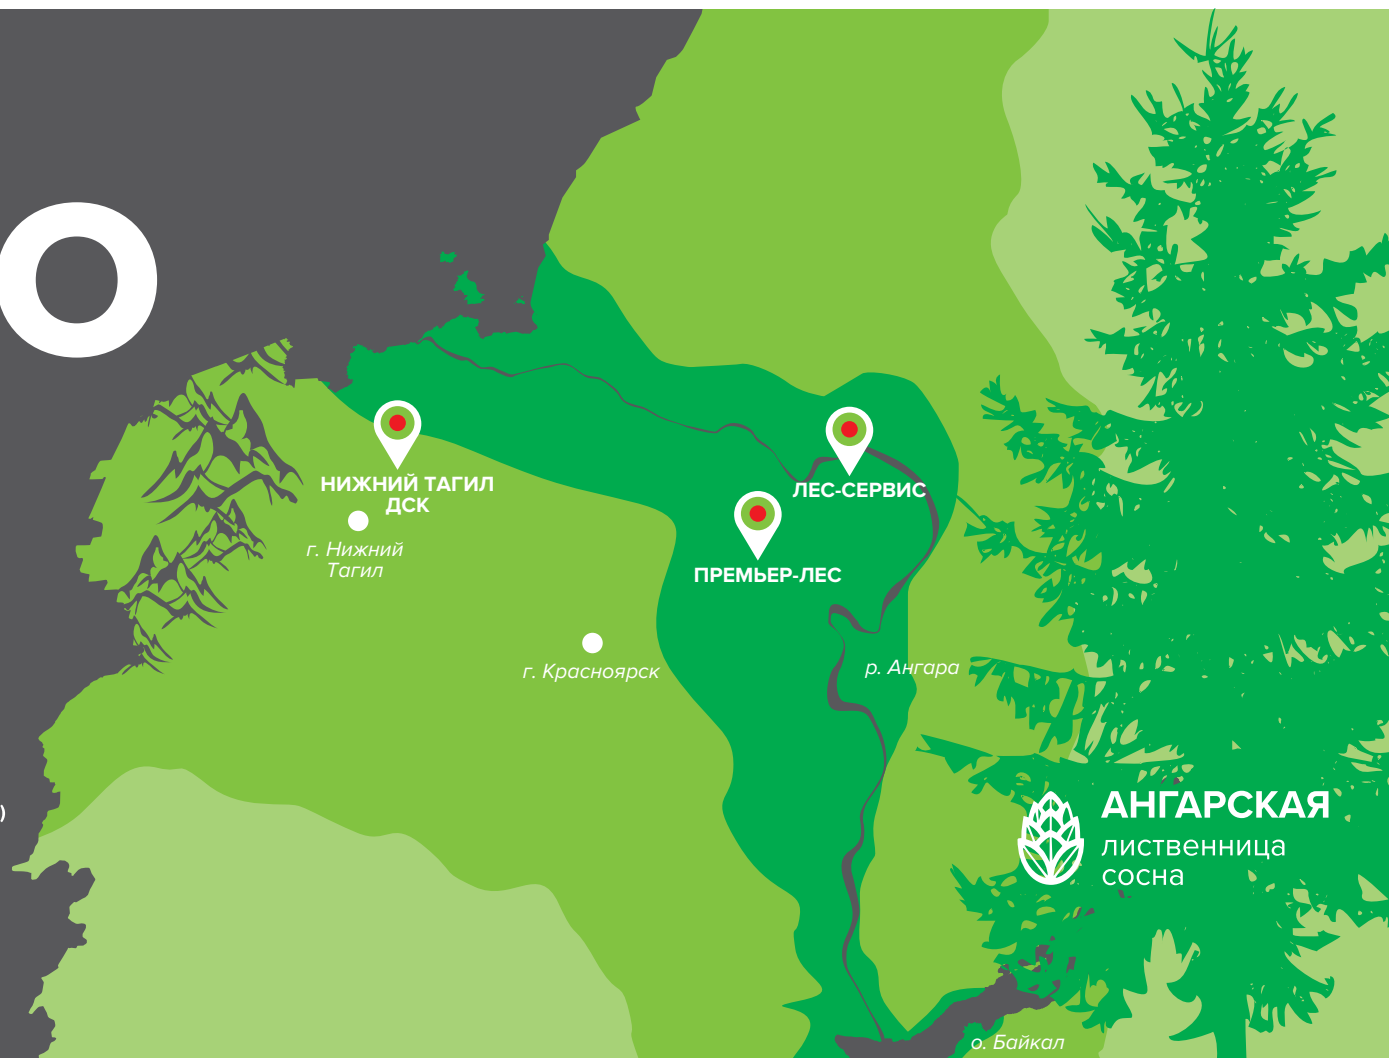 О
)
НИЖНИЙ ТАГИЛ
ДСК
г. Нижний
Тагил
ЛЕС-СЕРВИС
ПРЕМЬЕР-ЛЕС
г. Красноярск
р. Ангара
АНГАРСКАЯ
лиственница
сосна
о. Байкал